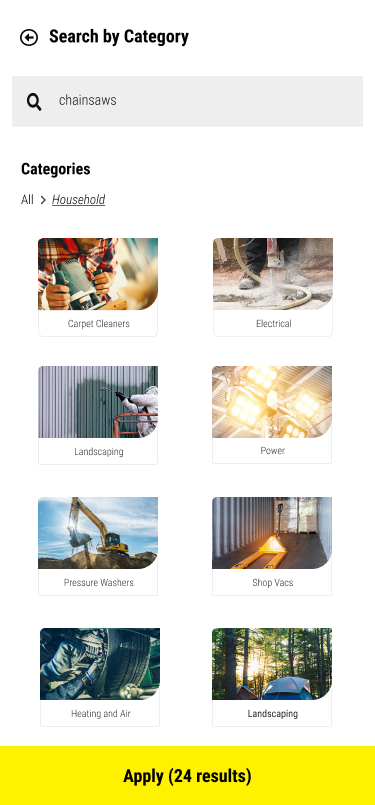 Search by Category
chainsaws
Categories
All > Household
Carpet Cleaners
Electrical
Landscaping
Power
Pressure Washers
Shop Vacs
Heating and Air
Landscaping
Apply (24 results)